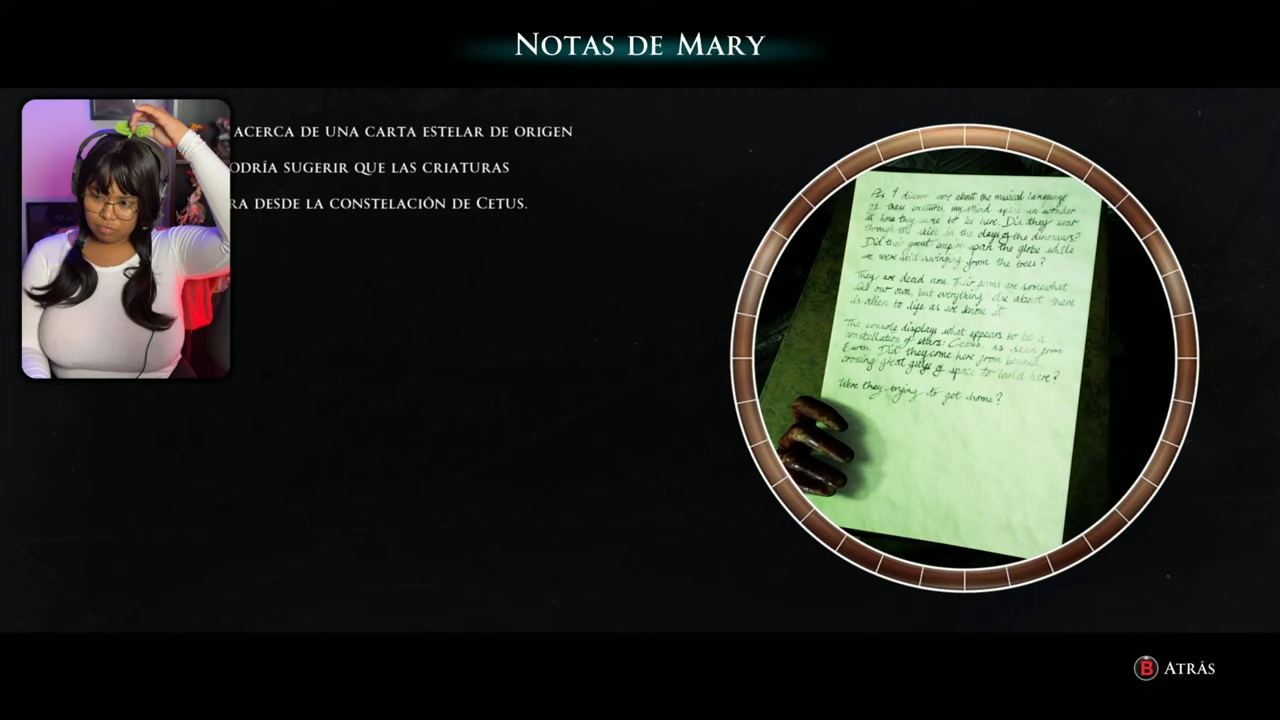 Notas de Mary
acerca de una carta estelar de origen
odría sugerir que las criaturas
ra desde la constelación de Cetus.
As I discover more about the musical language
of these creatures my mind spins in wonder
at how they came to be here. Did they soar
through the skies in the days of the dinosaurs?
Did their great empire span the globe while
we were still swinging from the trees?
They are dead now. Their forms are somewhat
like our own, but everything else about them
is alien to life as we know it.
The console displays what appears to be a
constellation of stars: Cetus, as seen from
Earth. Did they come here from
crossing great gulfs of space to land here?
Were they trying to get home?
B Atrás